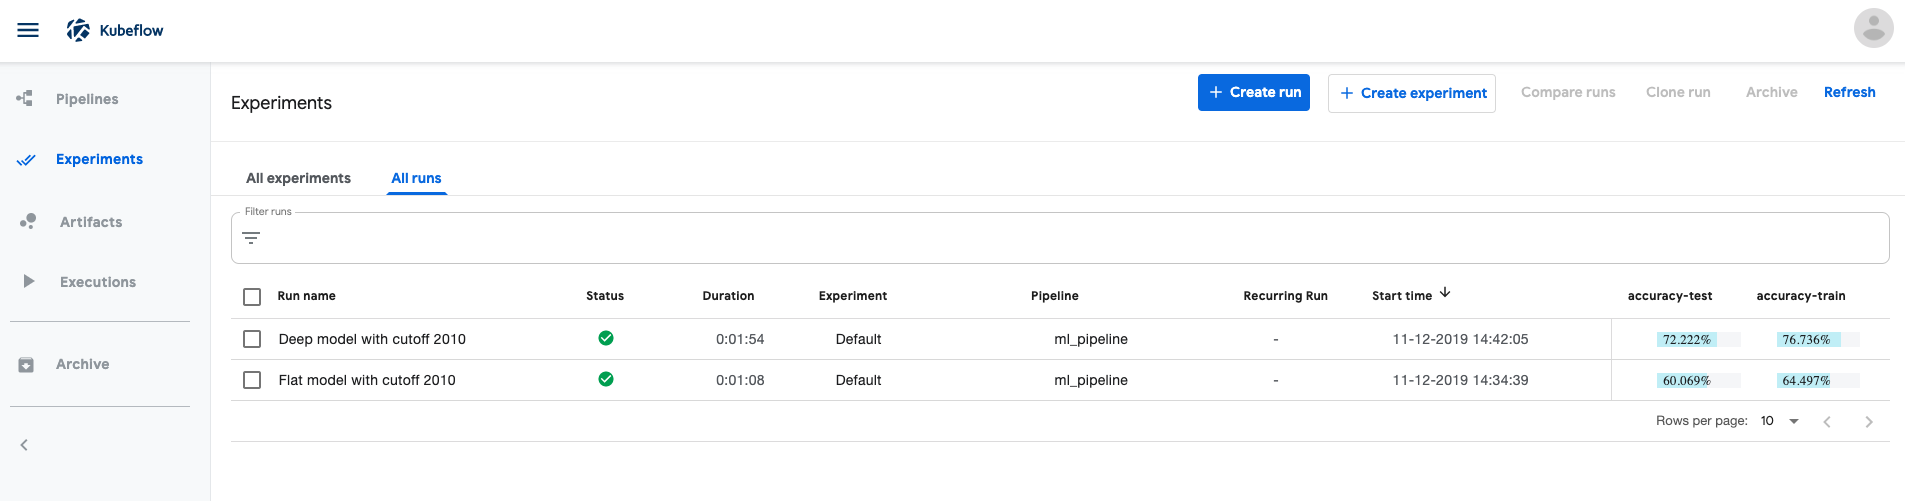 Kubeflow
Pipelines
Experiments
Artifacts
Executions
Archive
Experiments
+ Create run + Create experiment Compare runs Clone run Archive Refresh
All experiments All runs
Filter runs
Run name Status Duration Experiment Pipeline Recurring Run Start time accuracy-test accuracy-train
Deep model with cutoff 2010 0:01:54 Default ml_pipeline - 11-12-2019 14:42:05 72.222% 76.736%
Flat model with cutoff 2010 0:01:08 Default ml_pipeline - 11-12-2019 14:34:39 60.069% 64.497%
Rows per page: 10